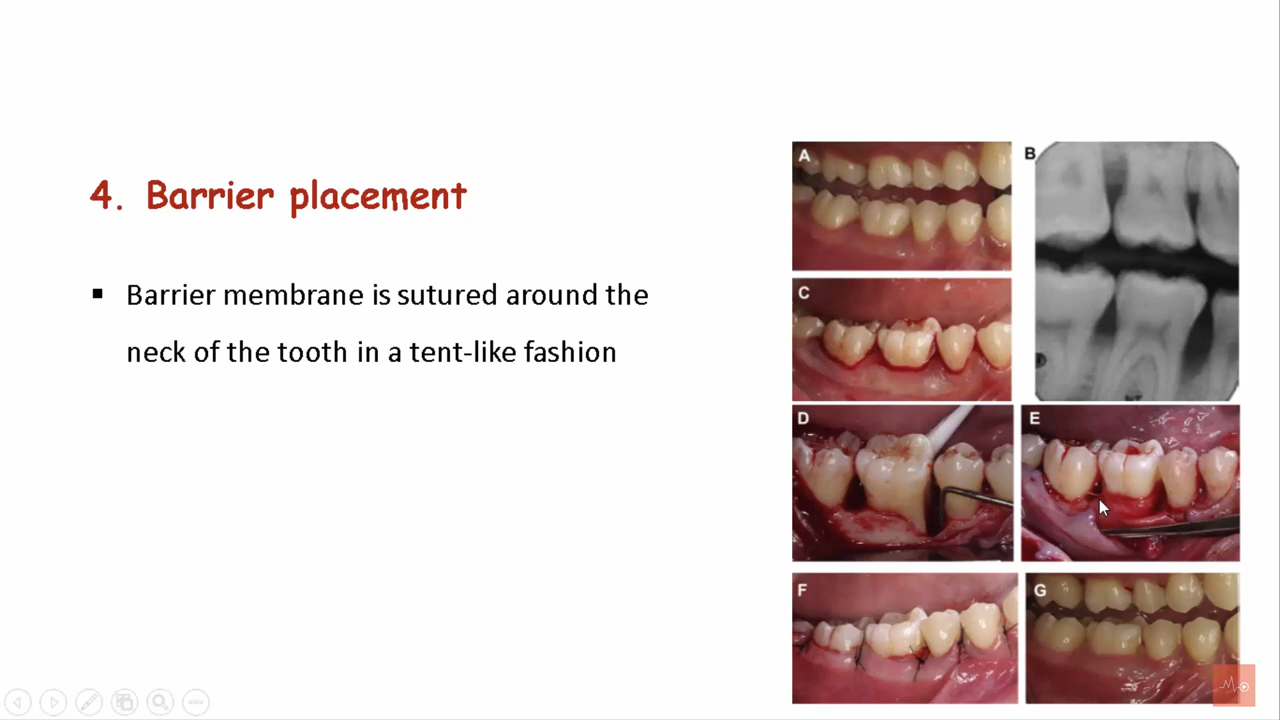 4. Barrier placement
▪ Barrier membrane is sutured around the
neck of the tooth in a tent-like fashion
A
B
C
D
E
F
G